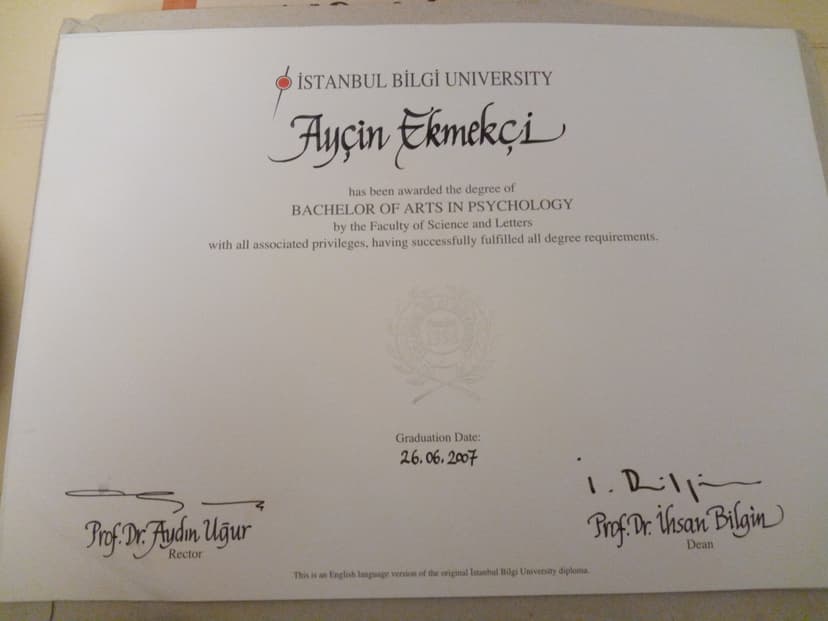 İSTANBUL BİLGİ UNIVERSITY
Ayçin Ekmekçi
has been awarded the degree of
BACHELOR OF ARTS IN PSYCHOLOGY
by the Faculty of Science and Letters
with all associated privileges, having successfully fulfilled all degree requirements.
Graduation Date:
26.06.2007
İ. Bilgin
Prof. Dr. Aydın Uğur
Rector
Prof. Dr. İhsan Bilgin
Dean
This is an English language version of the original İstanbul Bilgi University diploma.